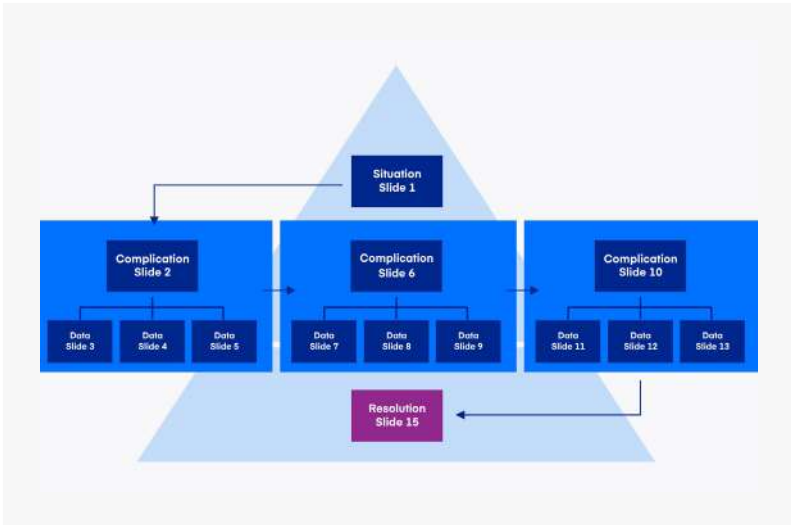 Situation
Slide 1
Complication
Slide 2
Data
Slide 3
Data
Slide 4
Data
Slide 5
Complication
Slide 6
Data
Slide 7
Data
Slide 8
Data
Slide 9
Complication
Slide 10
Data
Slide 11
Data
Slide 12
Data
Slide 13
Resolution
Slide 15